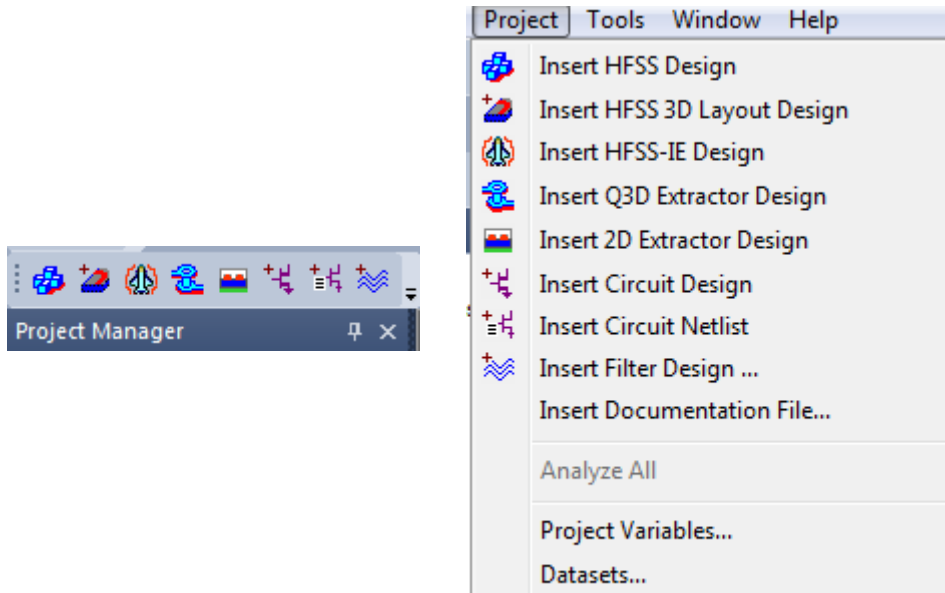 Project Manager
Project Tools Window Help
Insert HFSS Design
Insert HFSS 3D Layout Design
Insert HFSS-IE Design
Insert Q3D Extractor Design
Insert 2D Extractor Design
Insert Circuit Design
Insert Circuit Netlist
Insert Filter Design ...
Insert Documentation File...
Analyze All
Project Variables...
Datasets...